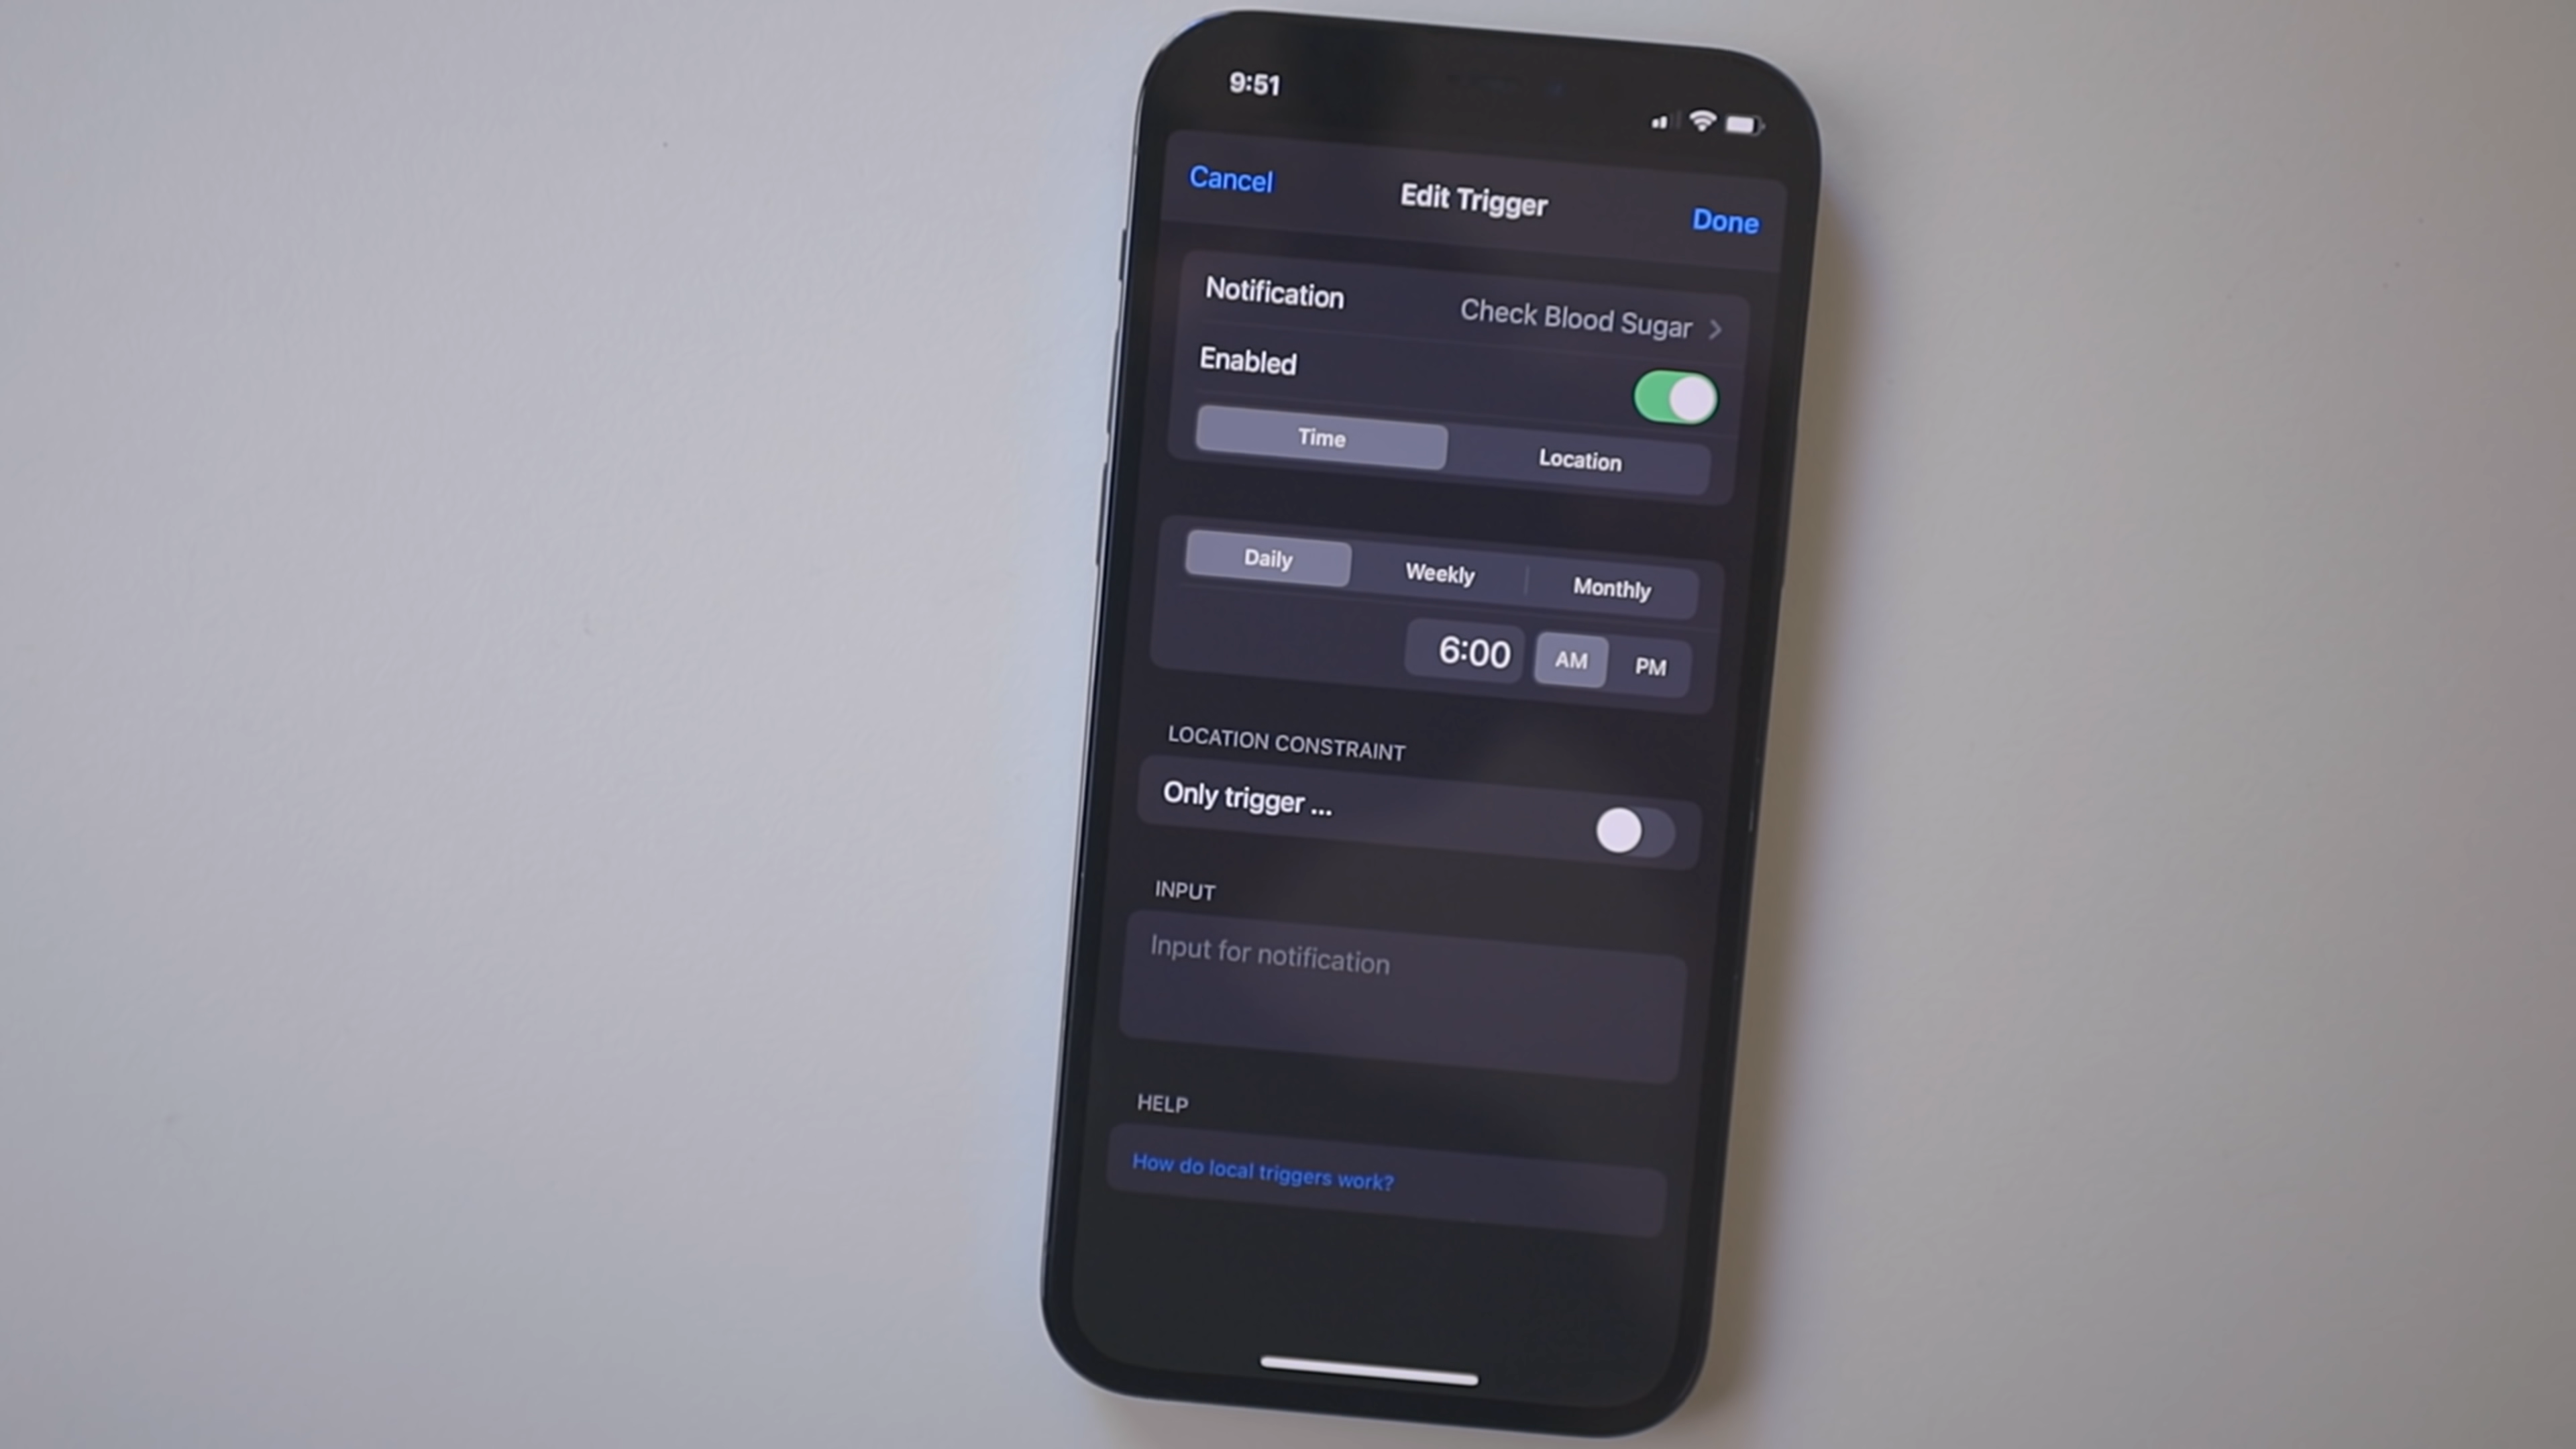 9:51
Cancel Edit Trigger Done
Notification Check Blood Sugar
Enabled
Time Location
Daily Weekly Monthly
6:00 AM PM
LOCATION CONSTRAINT
Only trigger ...
INPUT
Input for notification
HELP
How do local triggers work?